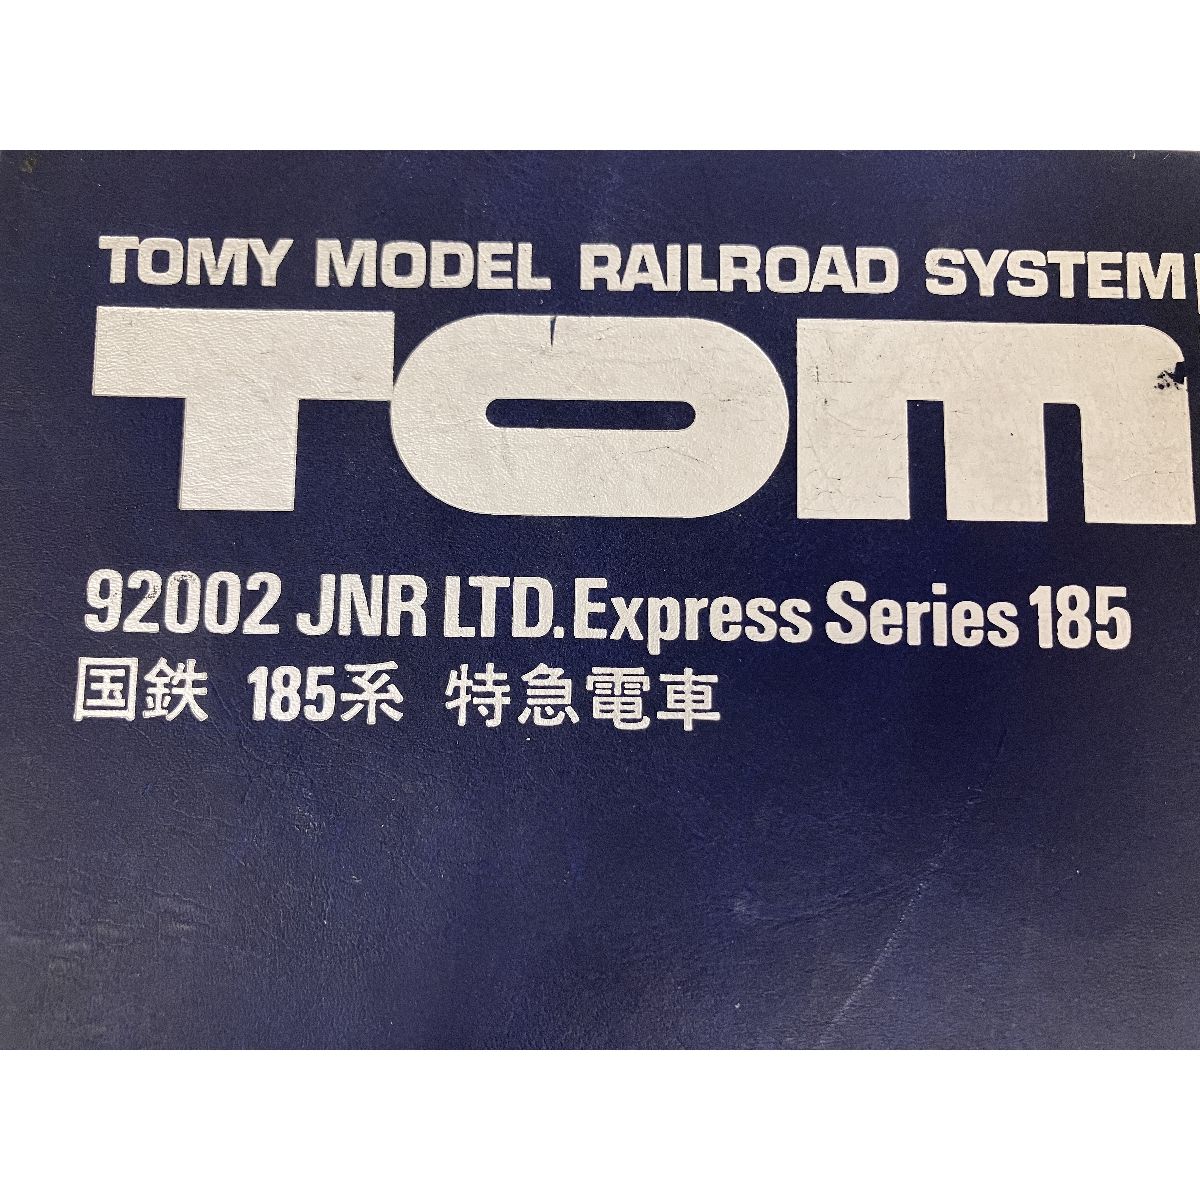 TOMY MODEL RAILROAD SYSTEM
TOM
92002 JNR LTD. Express Series 185
国鉄 185系 特急電車